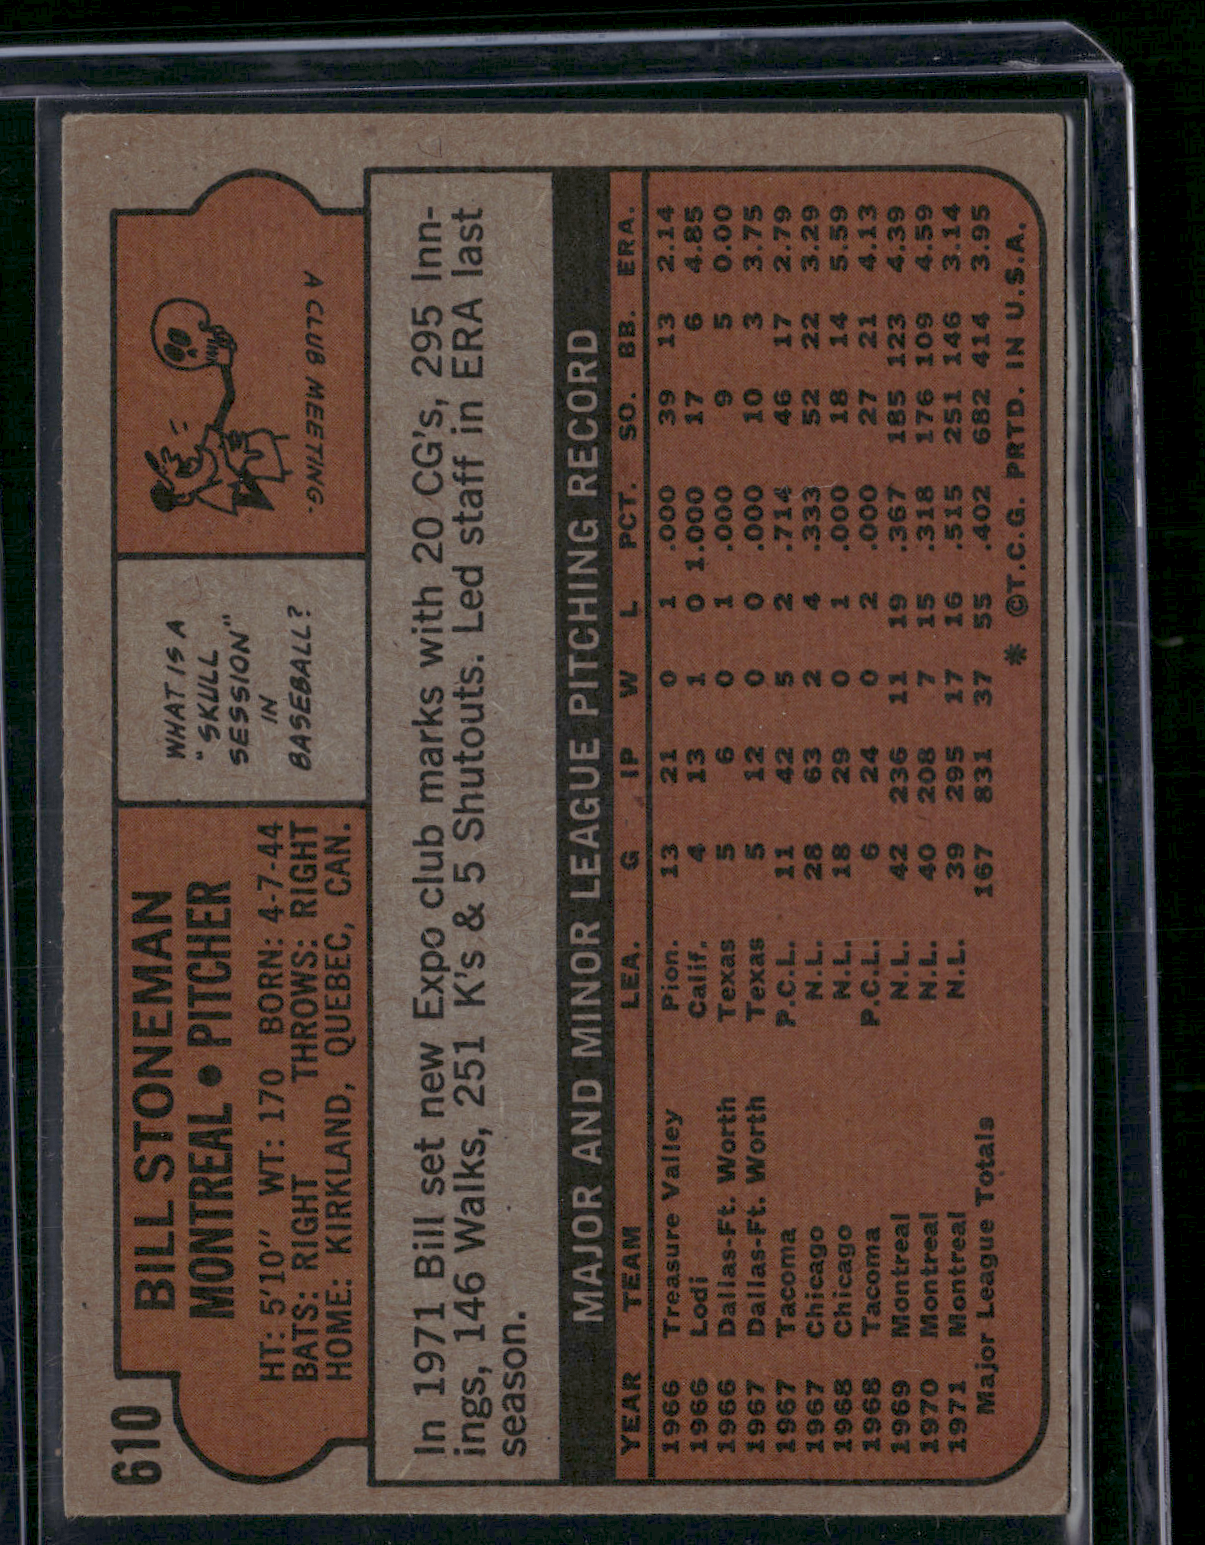 610
BILL STONEMAN
MONTREAL • PITCHER
HT: 5'10" WT: 170 BORN: 4-7-44
BATS: RIGHT THROWS: RIGHT
HOME: KIRKLAND, QUEBEC, CAN.
WHAT IS A
"SKULL
SESSION"
IN
BASEBALL?
A CLUB MEETING.
In 1971 Bill set new Expo club marks with 20 CG's, 295 Inn-
ings, 146 Walks, 251 K's & 5 Shutouts. Led staff in ERA last
season.
MAJOR AND MINOR LEAGUE PITCHING RECORD
YEAR TEAM LEA. G IP W L PCT. SO. BB. ERA.
1966 Treasure Valley Pion. 13 21 0 1 .000 39 13 2.14
1966 Lodi Calif. 4 13 1 0 1.000 17 6 4.85
1966 Dallas-Ft. Worth Texas 5 6 0 1 .000 9 5 0.00
1967 Dallas-Ft. Worth Texas 5 12 0 0 .000 10 3 3.75
1967 Tacoma P.C.L. 11 42 5 2 .714 46 17 2.79
1967 Chicago N.L. 28 63 2 4 .333 52 22 3.29
1968 Chicago N.L. 18 29 0 1 .000 18 14 5.59
1968 Tacoma P.C.L. 6 24 0 2 .000 27 21 4.13
1969 Montreal N.L. 42 236 11 19 .367 185 123 4.39
1970 Montreal N.L. 40 208 7 15 .318 176 109 4.59
1971 Montreal N.L. 39 295 17 16 .515 251 146 3.14
Major League Totals 167 831 37 55 .402 682 414 3.95
* ©T.C.G. PRTD. IN U.S.A.